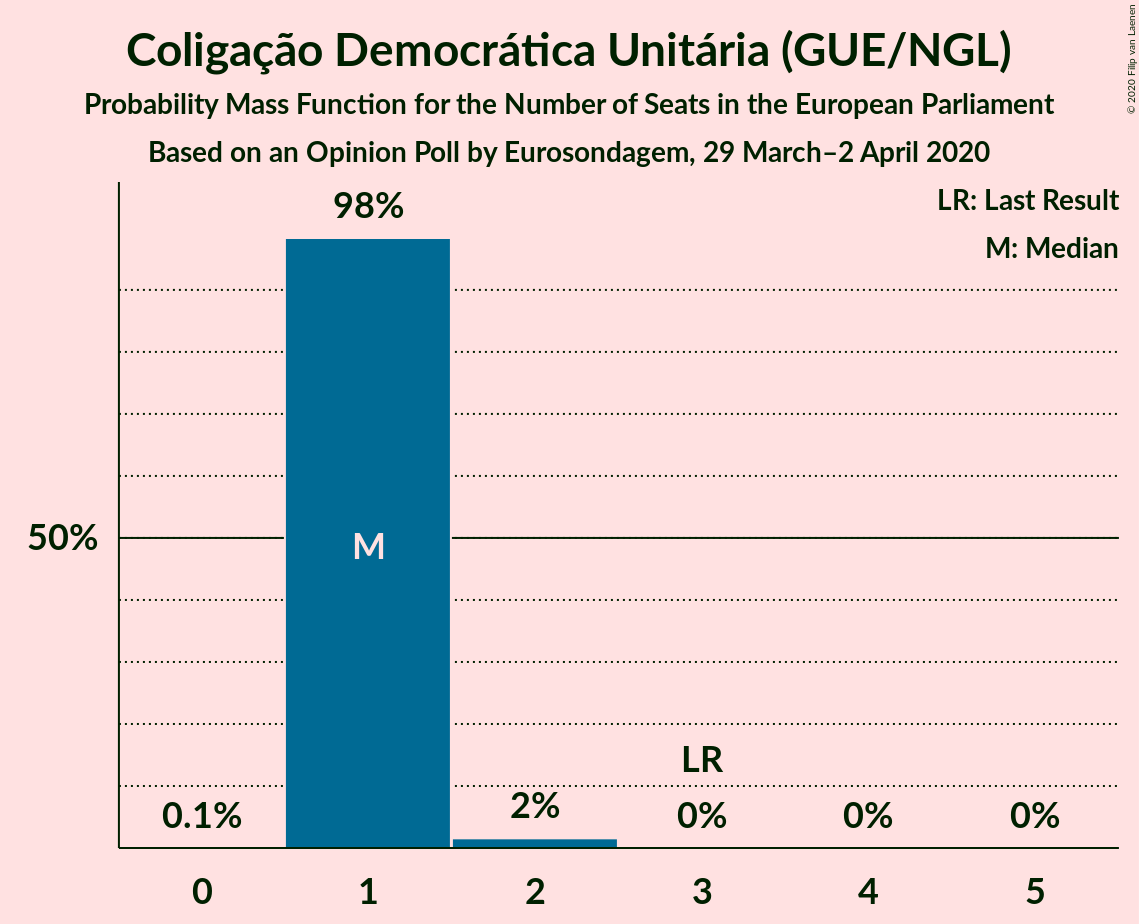 Coligação Democrática Unitária (GUE/NGL)
Probability Mass Function for the Number of Seats in the European Parliament
Based on an Opinion Poll by Eurosondagem, 29 March–2 April 2020
© 2020 Filip van Laenen
LR: Last Result
M: Median
98%
50%
M
LR
0.1%
2%
0%
0%
0%
0
1
2
3
4
5